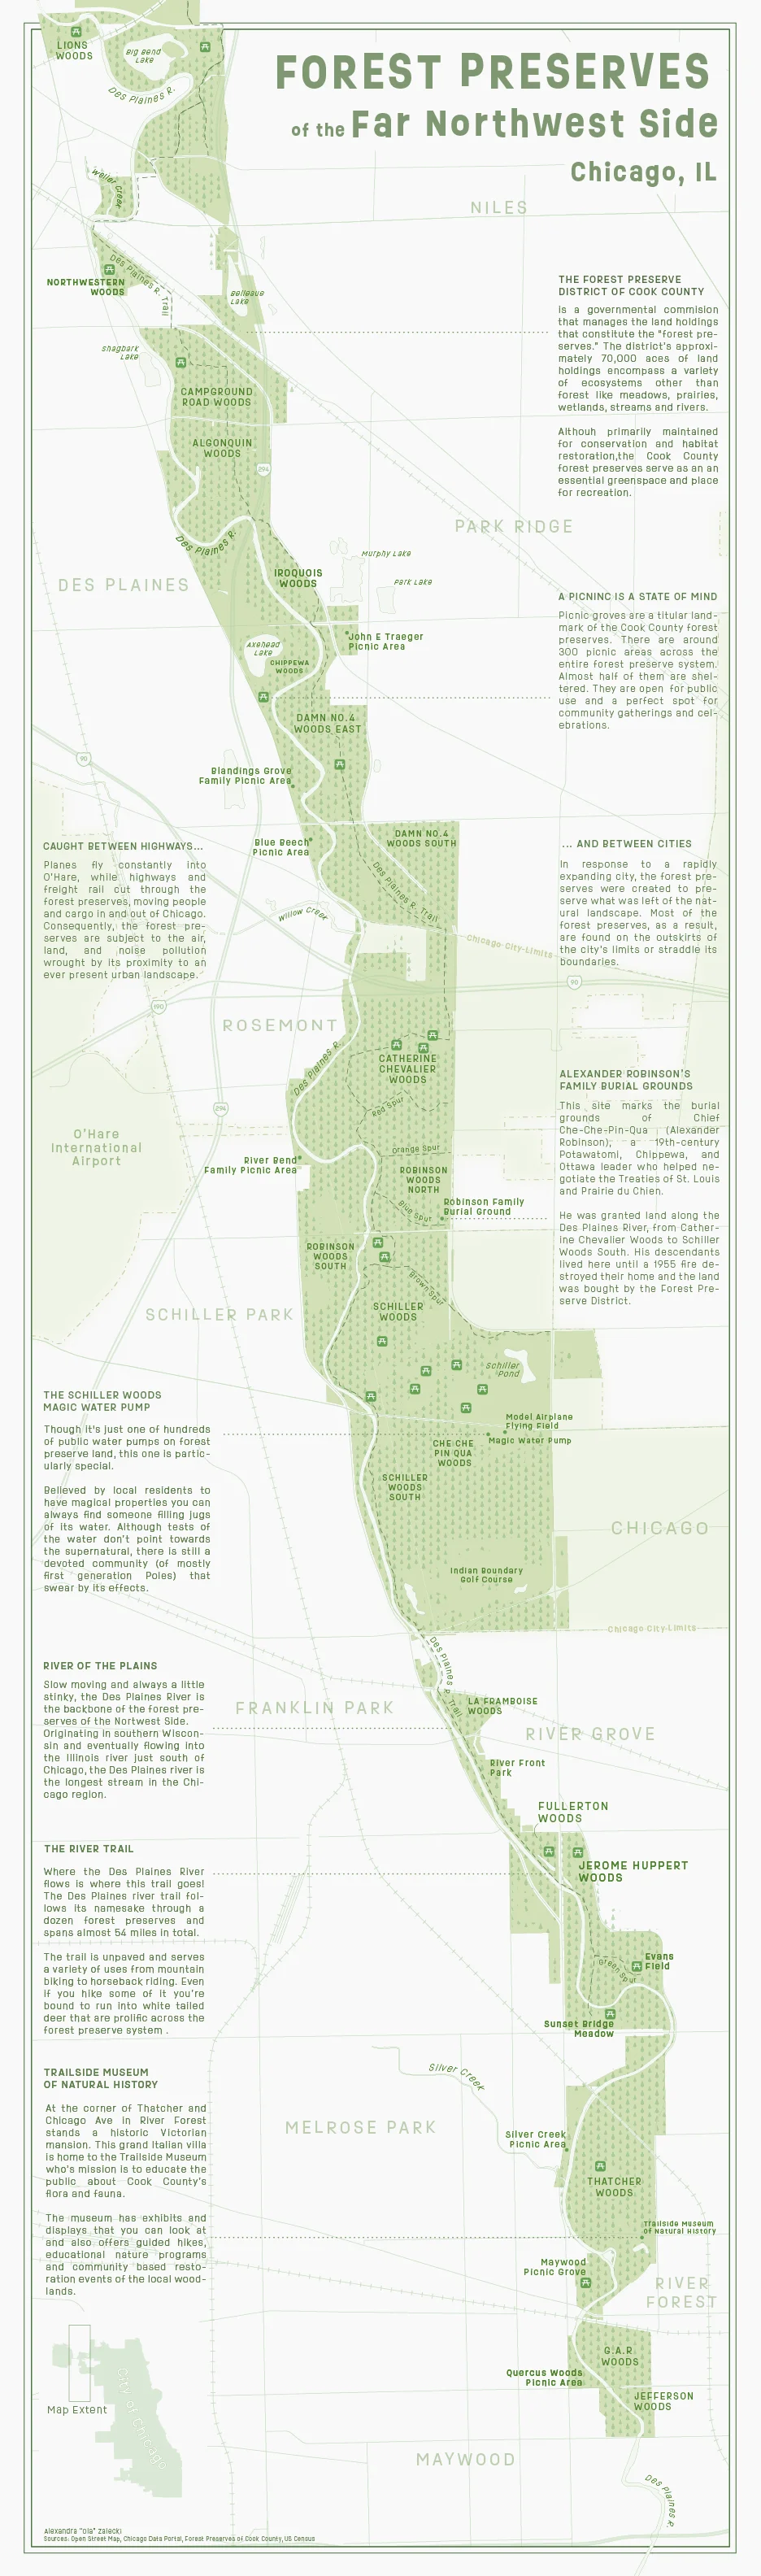 FOREST PRESERVES
of the Far Northwest Side
Chicago, IL
LIONS
WOODS
Big Bend
Lake
Des Plaines R.
Weller Creek
NILES
NORTHWESTERN
WOODS
Des Plaines R. Trail
Bellevue
Lake
THE FOREST PRESERVE
DISTRICT OF COOK COUNTY
is a governmental commision
that manages the land holdings
that constitute the "forest pre-
serves." The district's approxi-
mately 70,000 aces of land
holdings encompass a variety
of ecosystems other than
forest like meadows, prairies,
wetlands, streams and rivers.
Althouh primarily maintained
for conservation and habitat
restoration,the Cook County
forest preserves serve as an an
essential greenspace and place
for recreation.
Shagbark
Lake
CAMPGROUND
ROAD WOODS
ALGONQUIN
WOODS
294
Des Plaines R.
PARK RIDGE
Murphy Lake
Park Lake
IROQUOIS
WOODS
DES PLAINES
John E Traeger
Picnic Area
Axehead
Lake
CHIPPEWA
WOODS
A PICNINC IS A STATE OF MIND
Picnic groves are a titular land-
mark of the Cook County forest
preserves. There are around
300 picnic areas across the
entire forest preserve system.
Almost half of them are shel-
tered. They are open for public
use and a perfect spot for
community gatherings and cel-
ebrations.
DAMN NO.4
WOODS EAST
90
Blandings Grove
Family Picnic Area
Blue Beech
Picnic Area
DAMN NO.4
WOODS SOUTH
Des Plaines R. Trail
Willow Creek
Chicago City Limits
CAUGHT BETWEEN HIGHWAYS...
Planes fly constantly into
O'Hare, while highways and
freight rail cut through the
forest preserves, moving people
and cargo in and out of Chicago.
Consequently, the forest pre-
serves are subject to the air,
land, and noise pollution
wrought by its proximity to an
ever present urban landscape.
... AND BETWEEN CITIES
In response to a rapidly
expanding city, the forest pre-
serves were created to pre-
serve what was left of the nat-
ural landscape. Most of the
forest preserves, as a result,
are found on the outskirts of
the city's limits or straddle its
boundaries.
90
190
ROSEMONT
Des Plaines R.
CATHERINE
CHEVALIER
WOODS
Red Spur
294
O'Hare
International
Airport
Orange Spur
River Bend
Family Picnic Area
ROBINSON
WOODS
NORTH
Blue Spur
Robinson Family
Burial Ground
ALEXANDER ROBINSON'S
FAMILY BURIAL GROUNDS
This site marks the burial
grounds of Chief
Che-Che-Pin-Qua (Alexander
Robinson), a 19th-century
Potawatomi, Chippewa, and
Ottawa leader who helped ne-
gotiate the Treaties of St. Louis
and Prairie du Chien.
He was granted land along the
Des Plaines River, from Cather-
ine Chevalier Woods to Schiller
Woods South. His descendants
lived here until a 1955 fire de-
stroyed their home and the land
was bought by the Forest Pre-
serve District.
ROBINSON
WOODS
SOUTH
Brown Spur
SCHILLER PARK
SCHILLER
WOODS
Schiller
Pond
THE SCHILLER WOODS
MAGIC WATER PUMP
Though it's just one of hundreds
of public water pumps on forest
preserve land, this one is partic-
ularly special.
Believed by local residents to
have magical properties you can
always find someone filling jugs
of its water. Although tests of
the water don't point towards
the supernatural, there is still a
devoted community (of mostly
first generation Poles) that
swear by its effects.
Model Airplane
Flying Field
Magic Water Pump
CHE·CHE
PIN·QUA
WOODS
SCHILLER
WOODS
SOUTH
CHICAGO
Indian Boundary
Golf Course
Chicago City Limits
Des Plaines R. Trail
RIVER OF THE PLAINS
Slow moving and always a little
stinky, the Des Plaines River is
the backbone of the forest pre-
serves of the Nortwest Side.
Originating in southern Wiscon-
sin and eventually flowing into
the Illinois river just south of
Chicago, the Des Plaines river is
the longest stream in the Chi-
cago region.
FRANKLIN PARK
LA FRAMBOISE
WOODS
RIVER GROVE
River Front
Park
FULLERTON
WOODS
JEROME HUPPERT
WOODS
THE RIVER TRAIL
Where the Des Plaines River
flows is where this trail goes!
The Des Plaines river trail fol-
lows its namesake through a
dozen forest preserves and
spans almost 54 miles in total.
The trail is unpaved and serves
a variety of uses from mountain
biking to horseback riding. Even
if you hike some of it you're
bound to run into white tailed
deer that are prolific across the
forest preserve system .
Evans
Field
Green Spur
Sunset Bridge
Meadow
Silver Creek
TRAILSIDE MUSEUM
OF NATURAL HISTORY
At the corner of Thatcher and
Chicago Ave in River Forest
stands a historic Victorian
mansion. This grand Italian villa
is home to the Trailside Museum
who's mission is to educate the
public about Cook County's
flora and fauna.
The museum has exhibits and
displays that you can look at
and also offers guided hikes,
educational nature programs
and community based resto-
ration events of the local wood-
lands.
MELROSE PARK
Silver Creek
Picnic Area
THATCHER
WOODS
Trailside Museum
Of Natural History
Maywood
Picnic Grove
RIVER
FOREST
G.A.R
WOODS
Quercus Woods
Picnic Area
JEFFERSON
WOODS
City of Chicago
Map Extent
MAYWOOD
Des Plaines R.
Alexandra "Ola" Zalecki
Sources: Open Street Map, Chicago Data Portal, Forest Preserves of Cook County, US Census